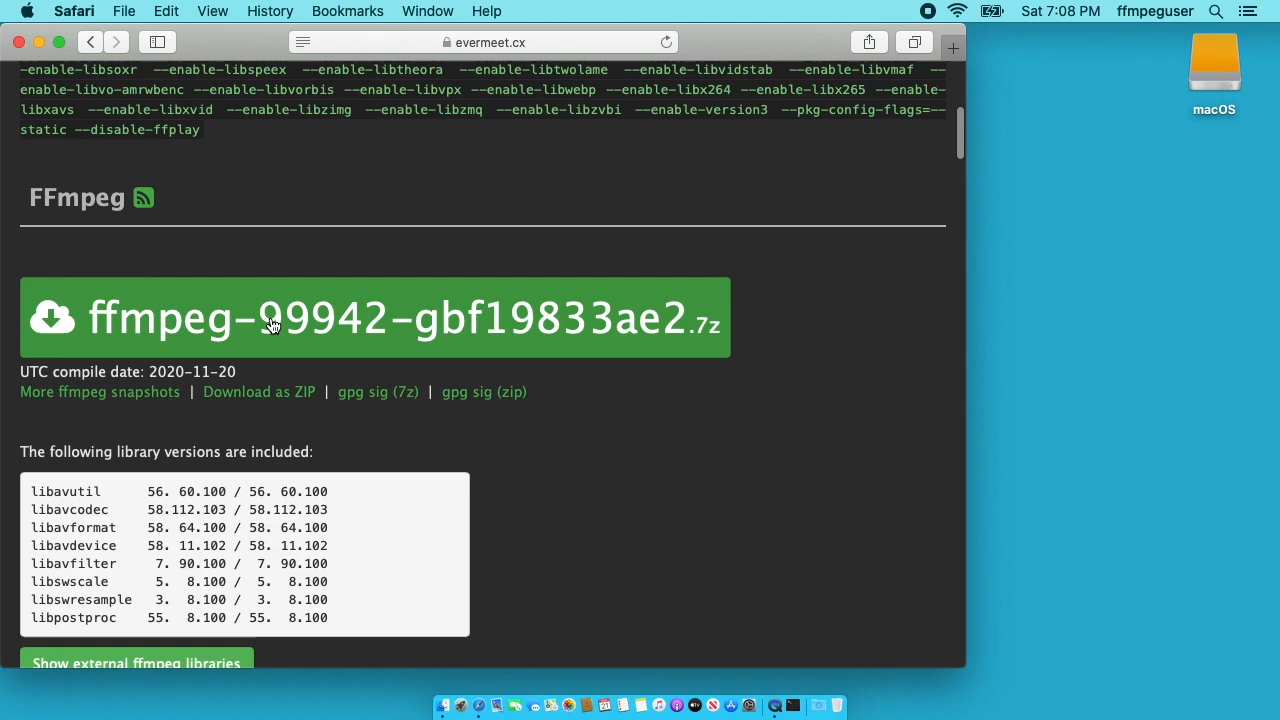 Safari File Edit View History Bookmarks Window Help Sat 7:08 PM ffmpeguser
evermeet.cx
-enable-libsoxr --enable-libspeex --enable-libtheora --enable-libtwolame --enable-libvidstab --enable-libvmaf --
enable-libvo-amrwbenc --enable-libvorbis --enable-libvpx --enable-libwebp --enable-libx264 --enable-libx265 --enable-
libxavs --enable-libxvid --enable-libzimg --enable-libzmq --enable-libzvbi --enable-version3 --pkg-config-flags=--
static --disable-ffplay
macOS
FFmpeg
ffmpeg-99942-gbf19833ae2.7z
UTC compile date: 2020-11-20
More ffmpeg snapshots | Download as ZIP | gpg sig (7z) | gpg sig (zip)
The following library versions are included:
libavutil 56. 60.100 / 56. 60.100
libavcodec 58.112.103 / 58.112.103
libavformat 58. 64.100 / 58. 64.100
libavdevice 58. 11.102 / 58. 11.102
libavfilter 7. 90.100 / 7. 90.100
libswscale 5. 8.100 / 5. 8.100
libswresample 3. 8.100 / 3. 8.100
libpostproc 55. 8.100 / 55. 8.100
Show external ffmpeg libraries